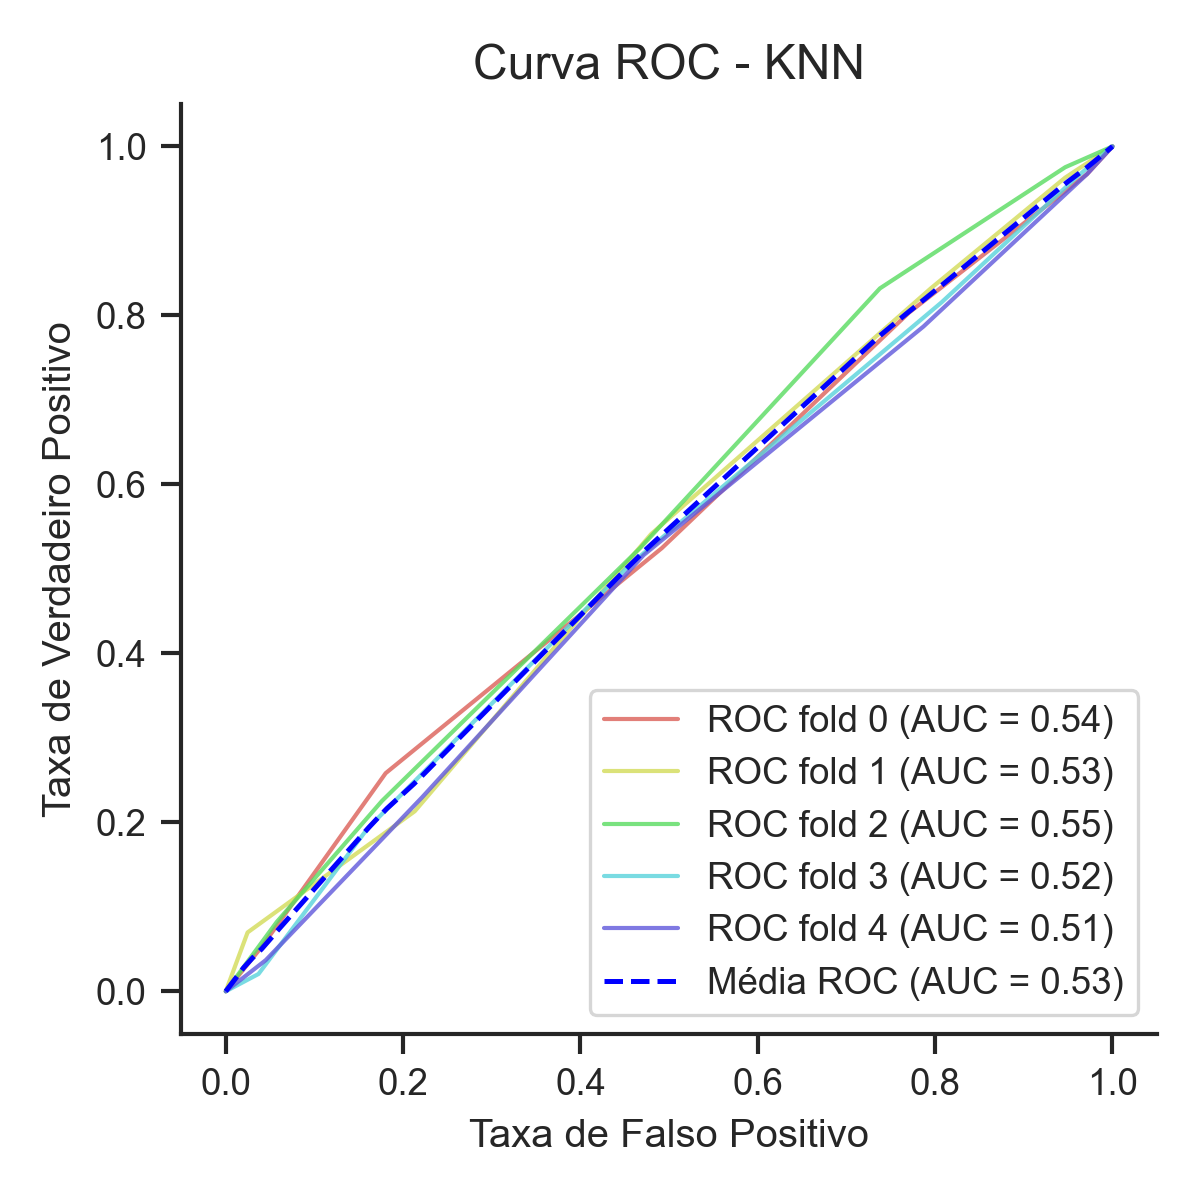 Curva ROC - KNN
Taxa de Verdadeiro Positivo
1.0
0.8
0.6
0.4
0.2
0.0
ROC fold 0 (AUC = 0.54)
ROC fold 1 (AUC = 0.53)
ROC fold 2 (AUC = 0.55)
ROC fold 3 (AUC = 0.52)
ROC fold 4 (AUC = 0.51)
Média ROC (AUC = 0.53)
0.0 0.2 0.4 0.6 0.8 1.0
Taxa de Falso Positivo